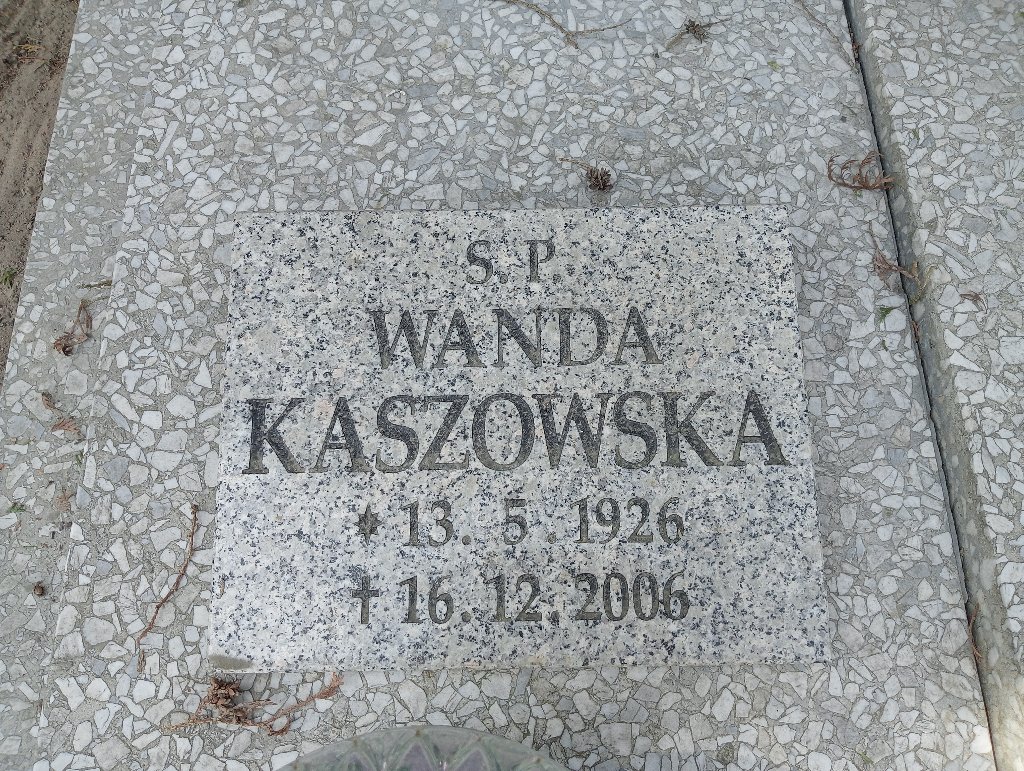 S.P.
WANDA
KASZOWSKA
* 13. 5. 1926
† 16. 12. 2006